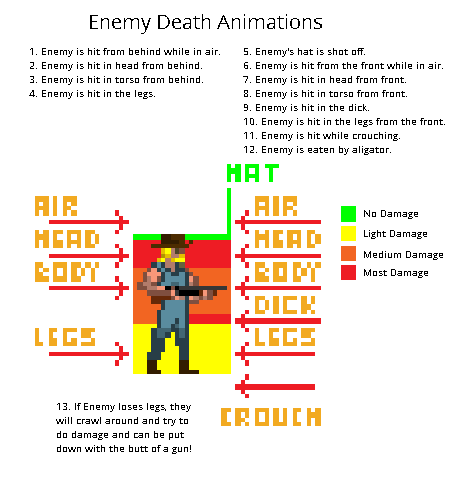 Enemy Death Animations
1. Enemy is hit from behind while in air.
2. Enemy is hit in head from behind.
3. Enemy is hit in torso from behind.
4. Enemy is hit in the legs.
5. Enemy's hat is shot off.
6. Enemy is hit from the front while in air.
7. Enemy is hit in head from front.
8. Enemy is hit in torso from front.
9. Enemy is hit in the dick.
10. Enemy is hit in the legs from the front.
11. Enemy is hit while crouching.
12. Enemy is eaten by aligator.
HAT
AIR
HEAD
BODY
LEGS
AIR
HEAD
BODY
DICK
LEGS
CROUCH
No Damage
Light Damage
Medium Damage
Most Damage
13. If Enemy loses legs, they
will crawl around and try to
do damage and can be put
down with the butt of a gun!